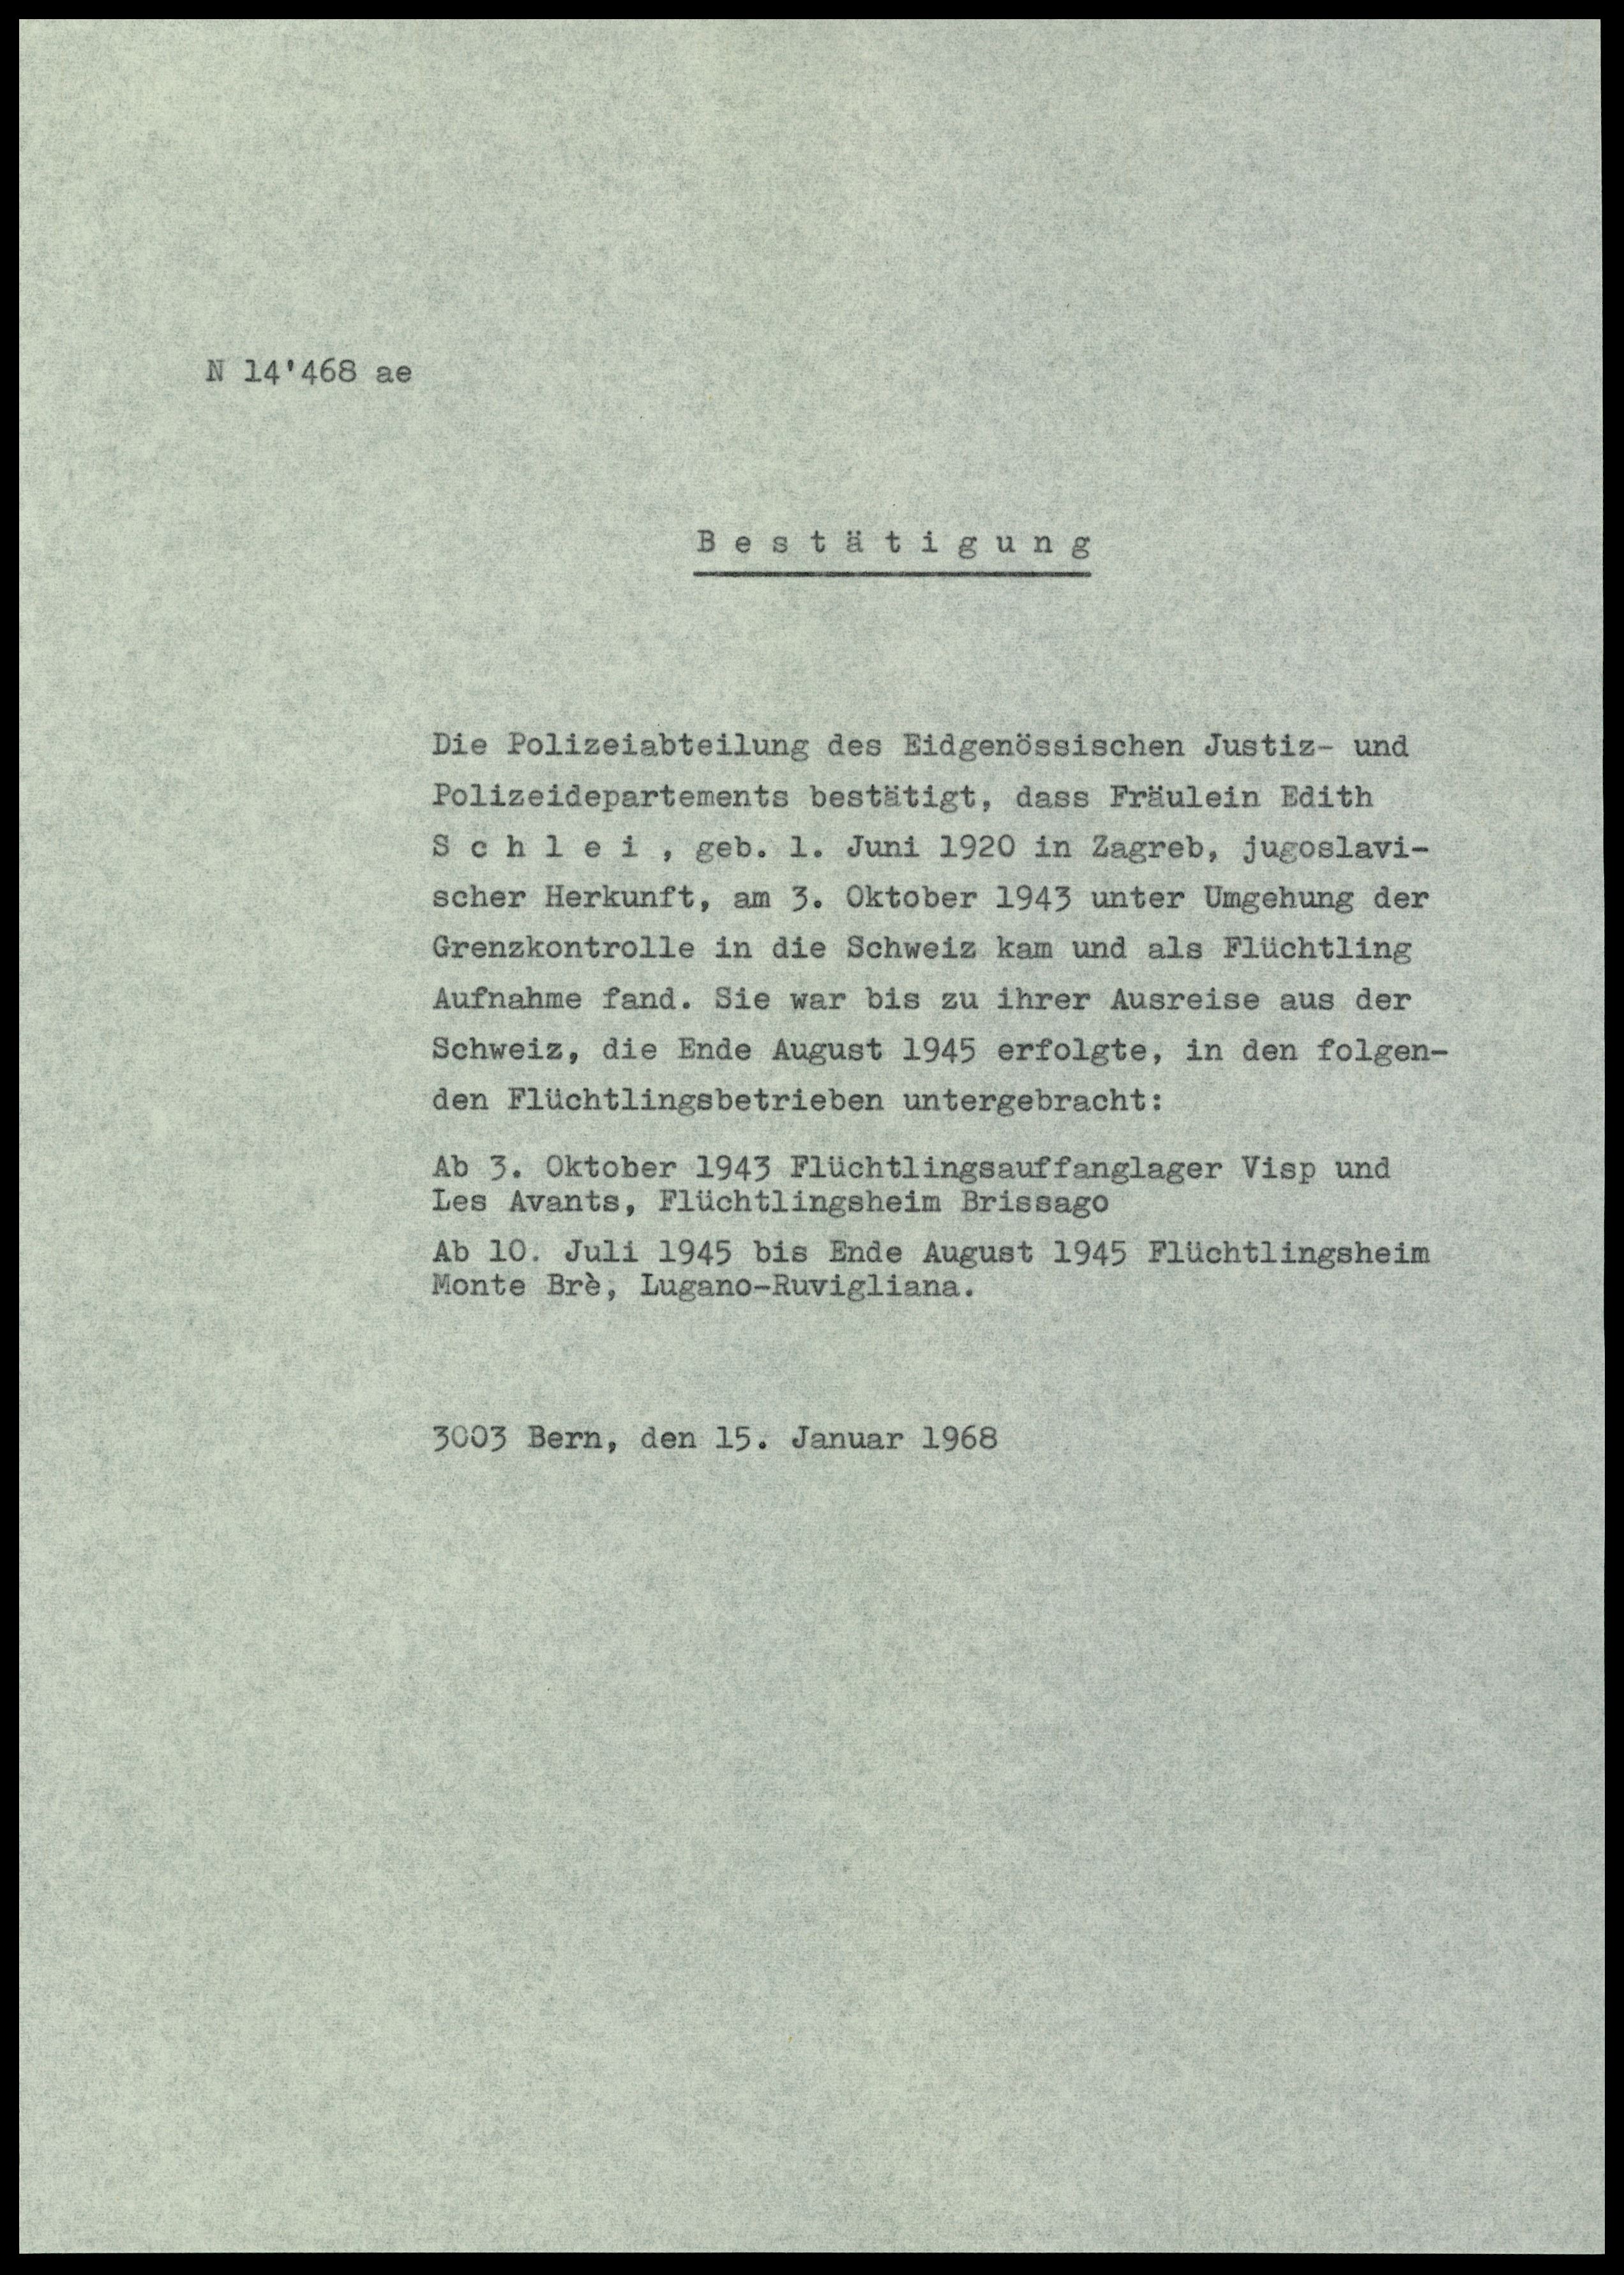 N 14'468 ae
B e s t ä t i g u n g
Die Polizeiabteilung des Eidgenössischen Justiz- und
Polizeidepartements bestätigt, dass Fräulein Edith
S c h l e i , geb. 1. Juni 1920 in Zagreb, jugoslavi-
scher Herkunft, am 3. Oktober 1943 unter Umgehung der
Grenzkontrolle in die Schweiz kam und als Flüchtling
Aufnahme fand. Sie war bis zu ihrer Ausreise aus der
Schweiz, die Ende August 1945 erfolgte, in den folgen-
den Flüchtlingsbetrieben untergebracht:
Ab 3. Oktober 1943 Flüchtlingsauffanglager Visp und
Les Avants, Flüchtlingsheim Brissago
Ab 10. Juli 1945 bis Ende August 1945 Flüchtlingsheim
Monte Brè, Lugano-Ruvigliana.
3003 Bern, den 15. Januar 1968